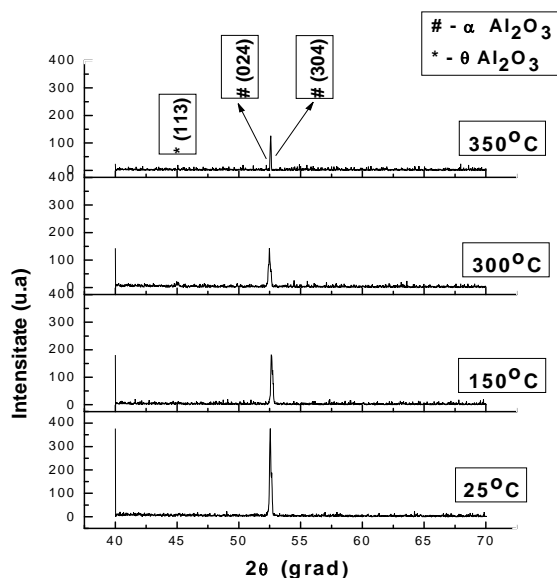 # - α Al2O3
* - θ Al2O3
400
300
200
100
0
* (113)
# (024)
# (304)
350°C
400
300
200
100
0
300°C
400
300
200
100
0
150°C
400
300
200
100
0
25°C
40 45 50 55 60 65 70
Intensitate (u.a)
2θ (grad)